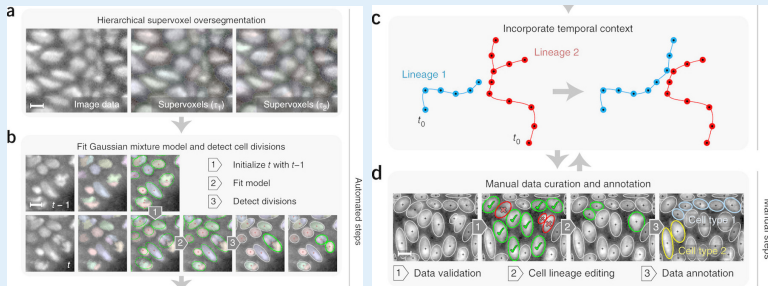 a
Hierarchical supervoxel oversegmentation
Image data
Supervoxels (τ₁)
Supervoxels (τ₂)
b
Fit Gaussian mixture model and detect cell divisions
1 Initialize t with t–1
2 Fit model
3 Detect divisions
t – 1
1
2
3
t
Automated steps
c
Incorporate temporal context
Lineage 1
Lineage 2
t₀
t₀
d
Manual data curation and annotation
1
2
3
Cell type 1
Cell type 2
1 Data validation
2 Cell lineage editing
3 Data annotation
Manual steps